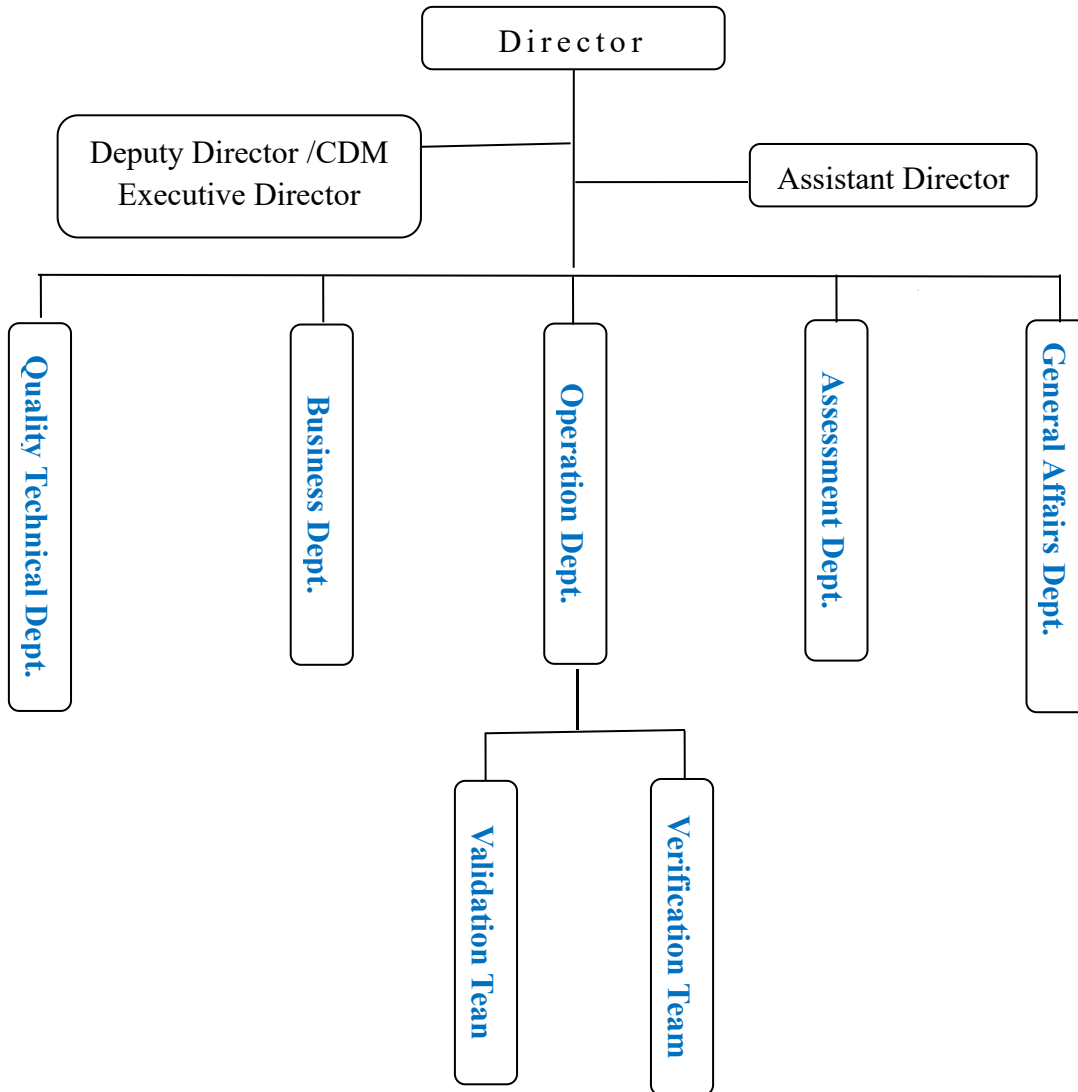 Director
Deputy Director /CDM
Executive Director
Assistant Director
Quality Technical Dept.
Business Dept.
Operation Dept.
Assessment Dept.
General Affairs Dept.
Validation Tean
Verification Team